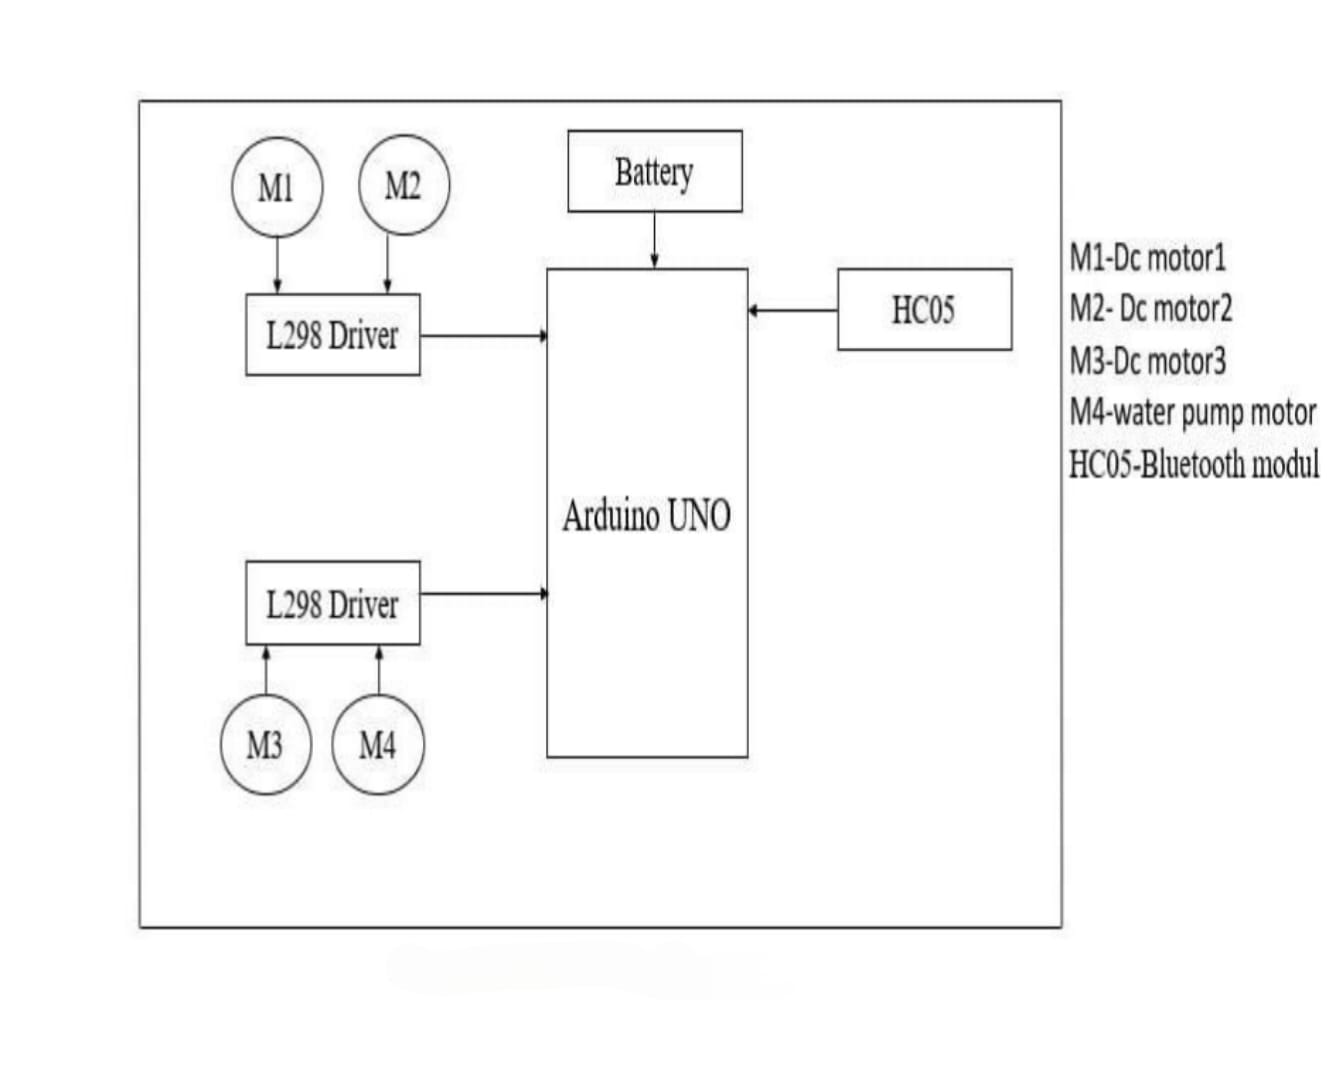 M1
M2
Battery
L298 Driver
HC05
Arduino UNO
L298 Driver
M3
M4
M1-Dc motor1
M2- Dc motor2
M3-Dc motor3
M4-water pump motor
HC05-Bluetooth modul